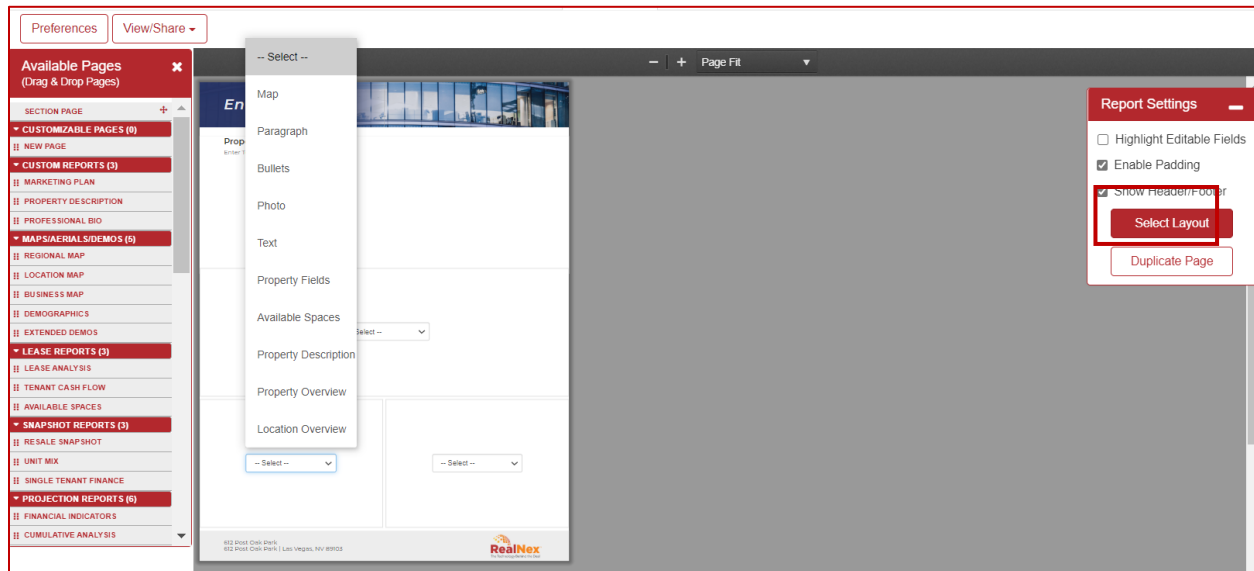 Preferences
View/Share
Available Pages
(Drag & Drop Pages)
SECTION PAGE
CUSTOMIZABLE PAGES (0)
NEW PAGE
CUSTOM REPORTS (3)
MARKETING PLAN
PROPERTY DESCRIPTION
PROFESSIONAL BIO
MAPS/AERIALS/DEMOS (5)
REGIONAL MAP
LOCATION MAP
BUSINESS MAP
DEMOGRAPHICS
EXTENDED DEMOS
LEASE REPORTS (3)
LEASE ANALYSIS
TENANT CASH FLOW
AVAILABLE SPACES
SNAPSHOT REPORTS (3)
RESALE SNAPSHOT
UNIT MIX
SINGLE TENANT FINANCE
PROJECTION REPORTS (6)
FINANCIAL INDICATORS
CUMULATIVE ANALYSIS
-- Select --
Map
Paragraph
Bullets
Photo
Text
Property Fields
Available Spaces
Property Description
Property Overview
Location Overview
Page Fit
En
Prop
Enter
Select --
-- Select --
-- Select --
612 Post Oak Park
612 Post Oak Park | Las Vegas, NV 89103
RealNex
Report Settings
Highlight Editable Fields
Enable Padding
Show Header/Footer
Select Layout
Duplicate Page